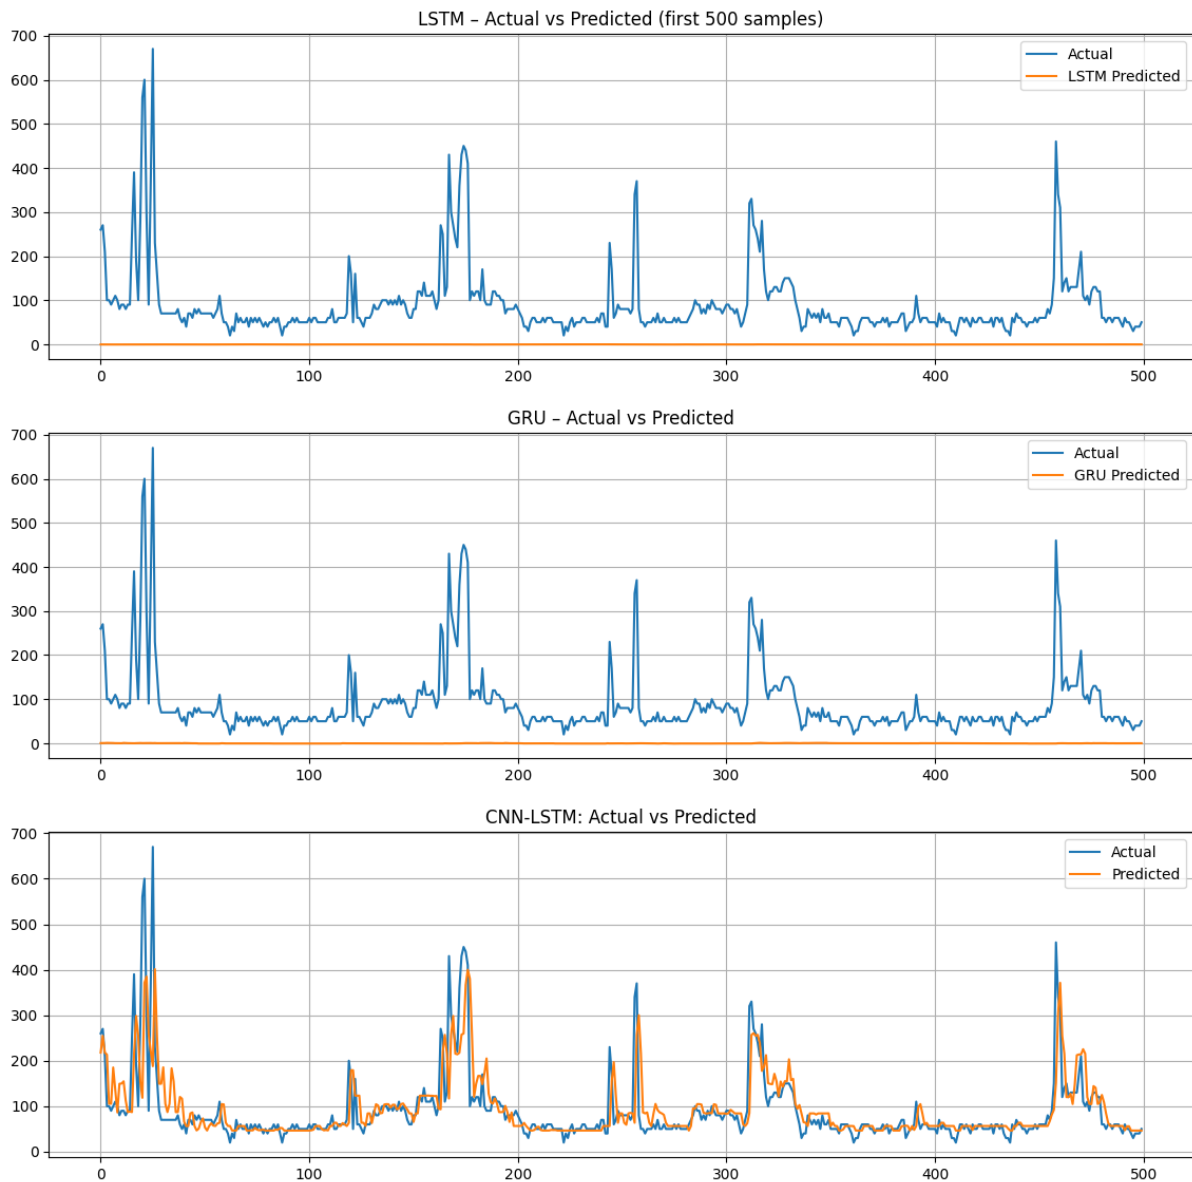 LSTM – Actual vs Predicted (first 500 samples)
700
600
500
400
300
200
100
0
0 100 200 300 400 500
Actual
LSTM Predicted
GRU – Actual vs Predicted
700
600
500
400
300
200
100
0
0 100 200 300 400 500
Actual
GRU Predicted
CNN-LSTM: Actual vs Predicted
700
600
500
400
300
200
100
0
0 100 200 300 400 500
Actual
Predicted